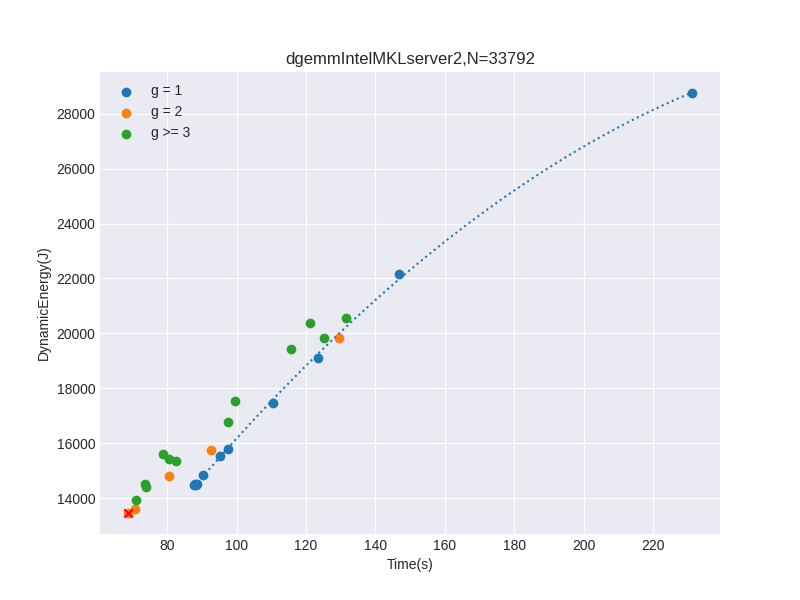 dgemmIntelMKLserver2,N=33792
g = 1
g = 2
g >= 3
DynamicEnergy(J)
28000
26000
24000
22000
20000
18000
16000
14000
80 100 120 140 160 180 200 220
Time(s)